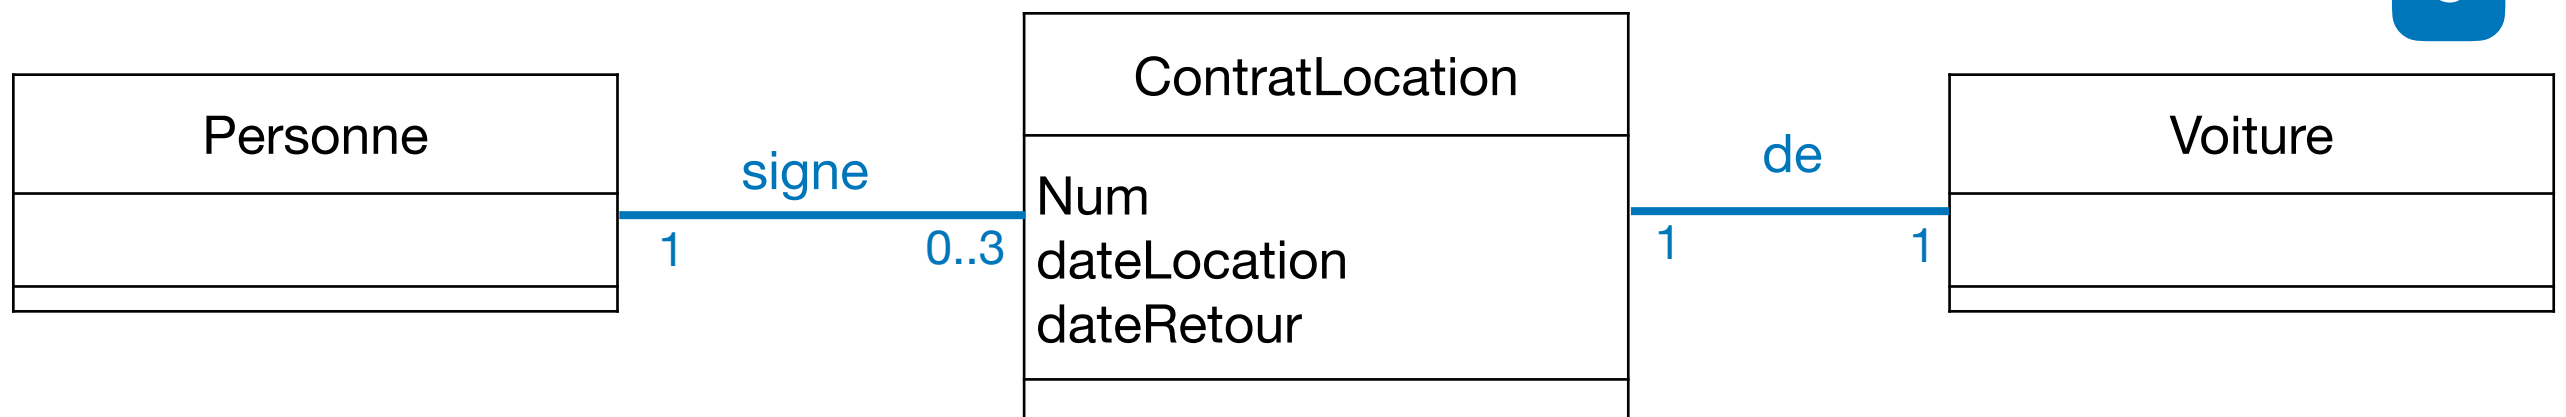 Personne
signe
1
0..3
ContratLocation
Num
dateLocation
dateRetour
de
1
1
Voiture